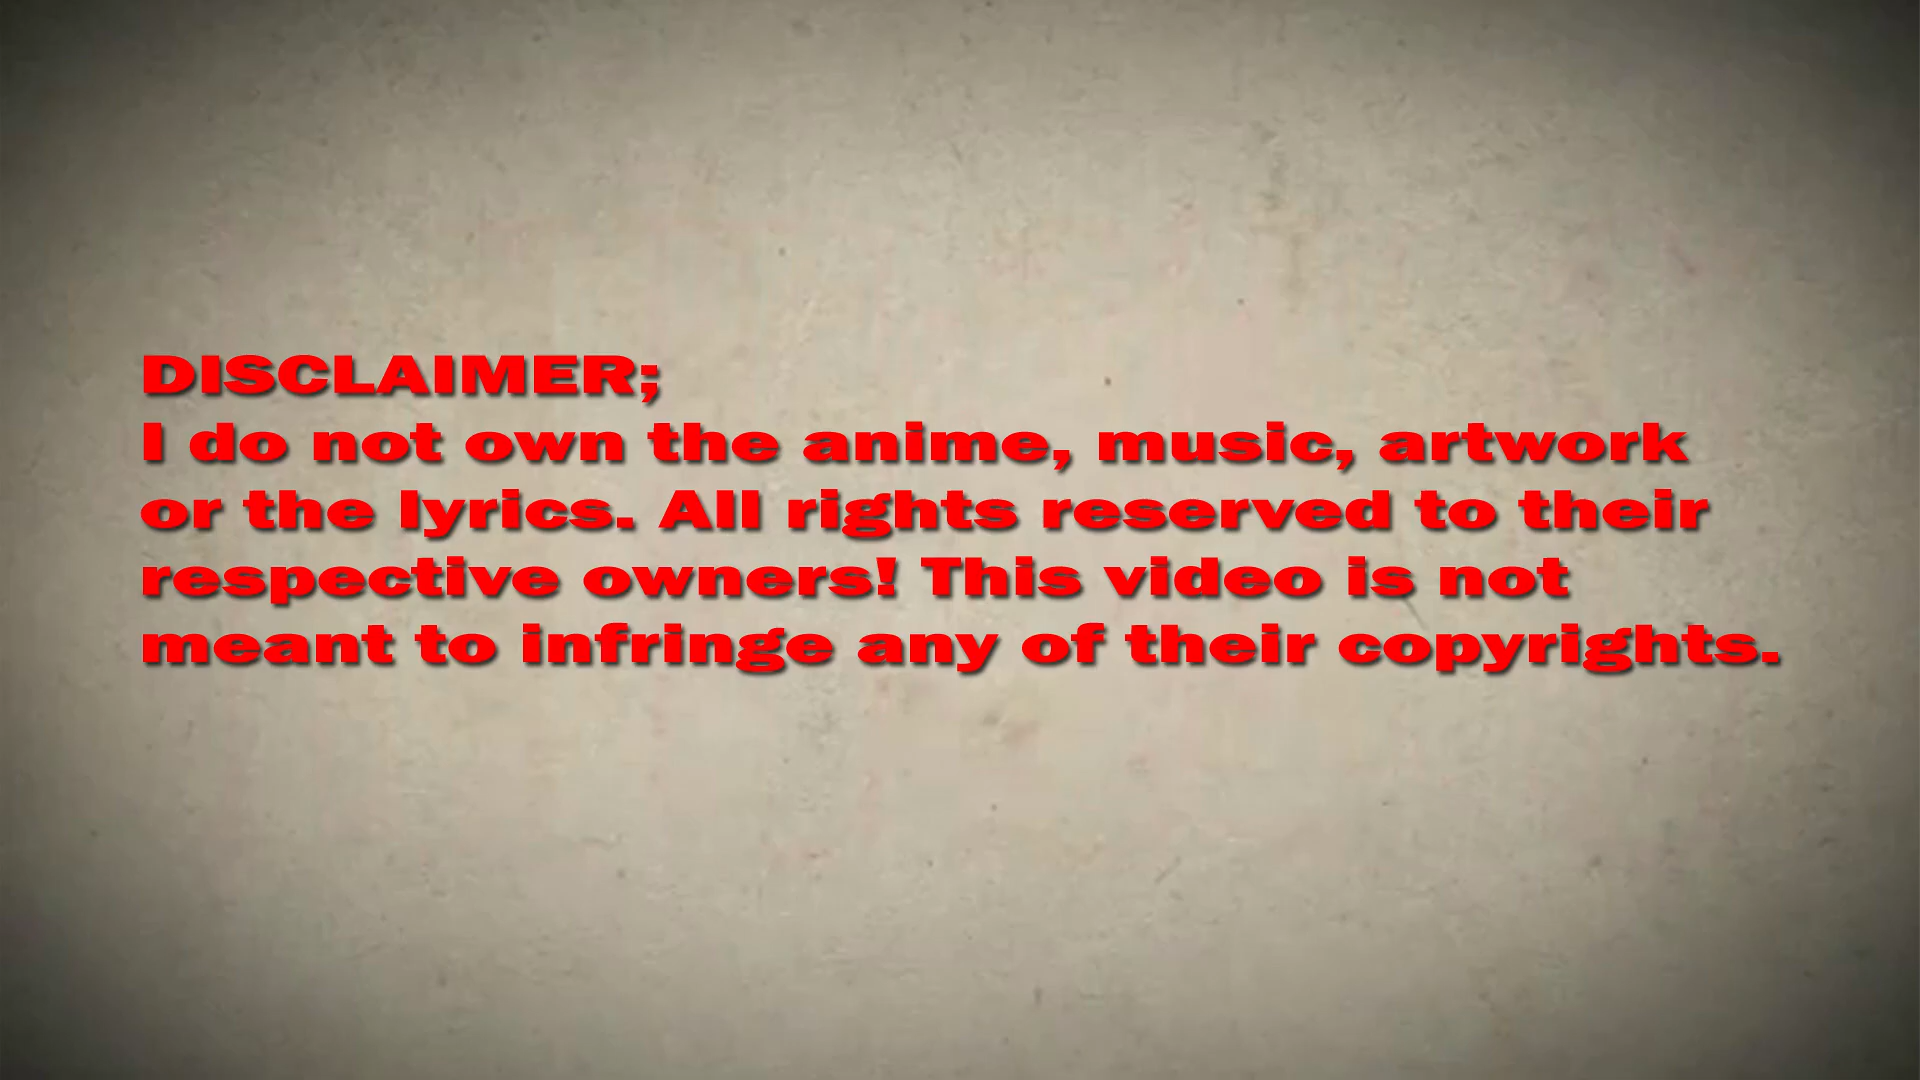 DISCLAIMER;
I do not own the anime, music, artwork
or the lyrics. All rights reserved to their
respective owners! This video is not
meant to infringe any of their copyrights.